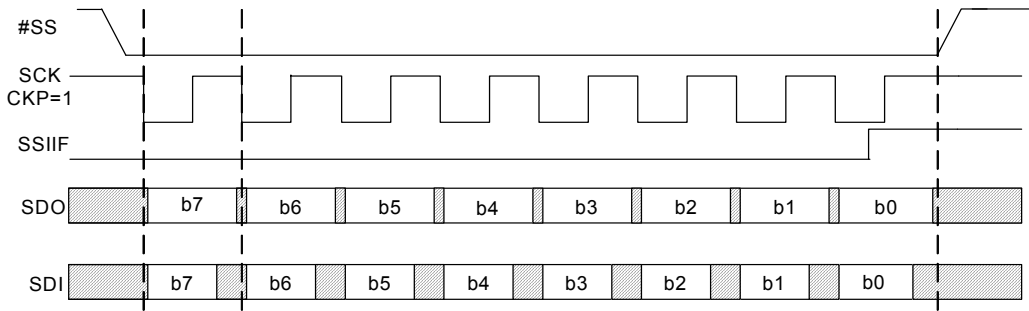 #SS
SCK
CKP=1
SSIIF
SDO b7 b6 b5 b4 b3 b2 b1 b0
SDI b7 b6 b5 b4 b3 b2 b1 b0